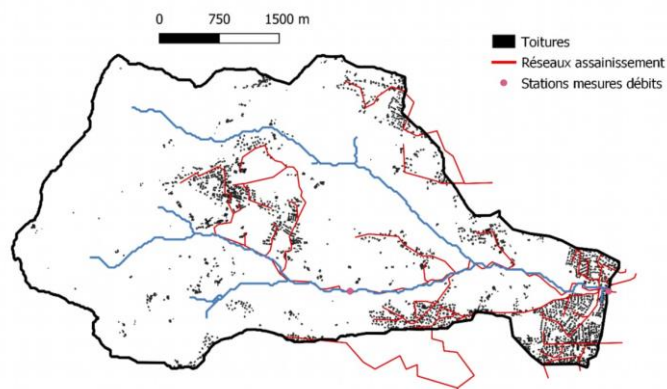 0 750 1500 m
Toitures
Réseaux assainissement
Stations mesures débits